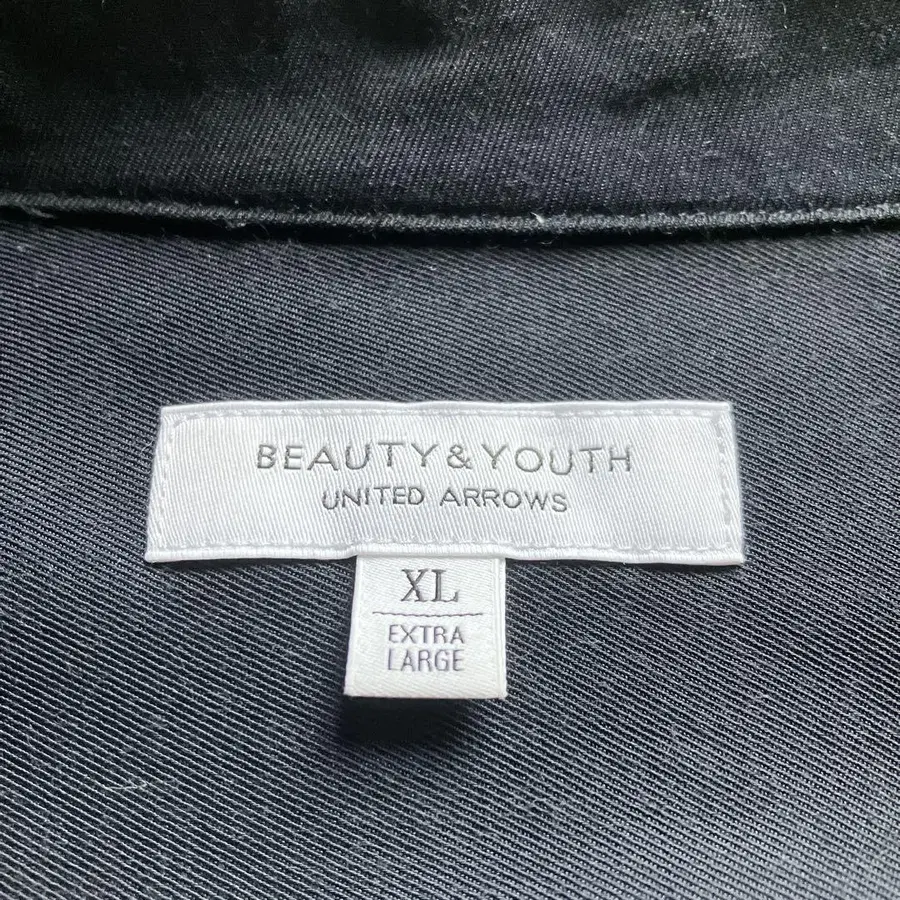 BEAUTY & YOUTH
UNITED ARROWS
XL
EXTRA
LARGE